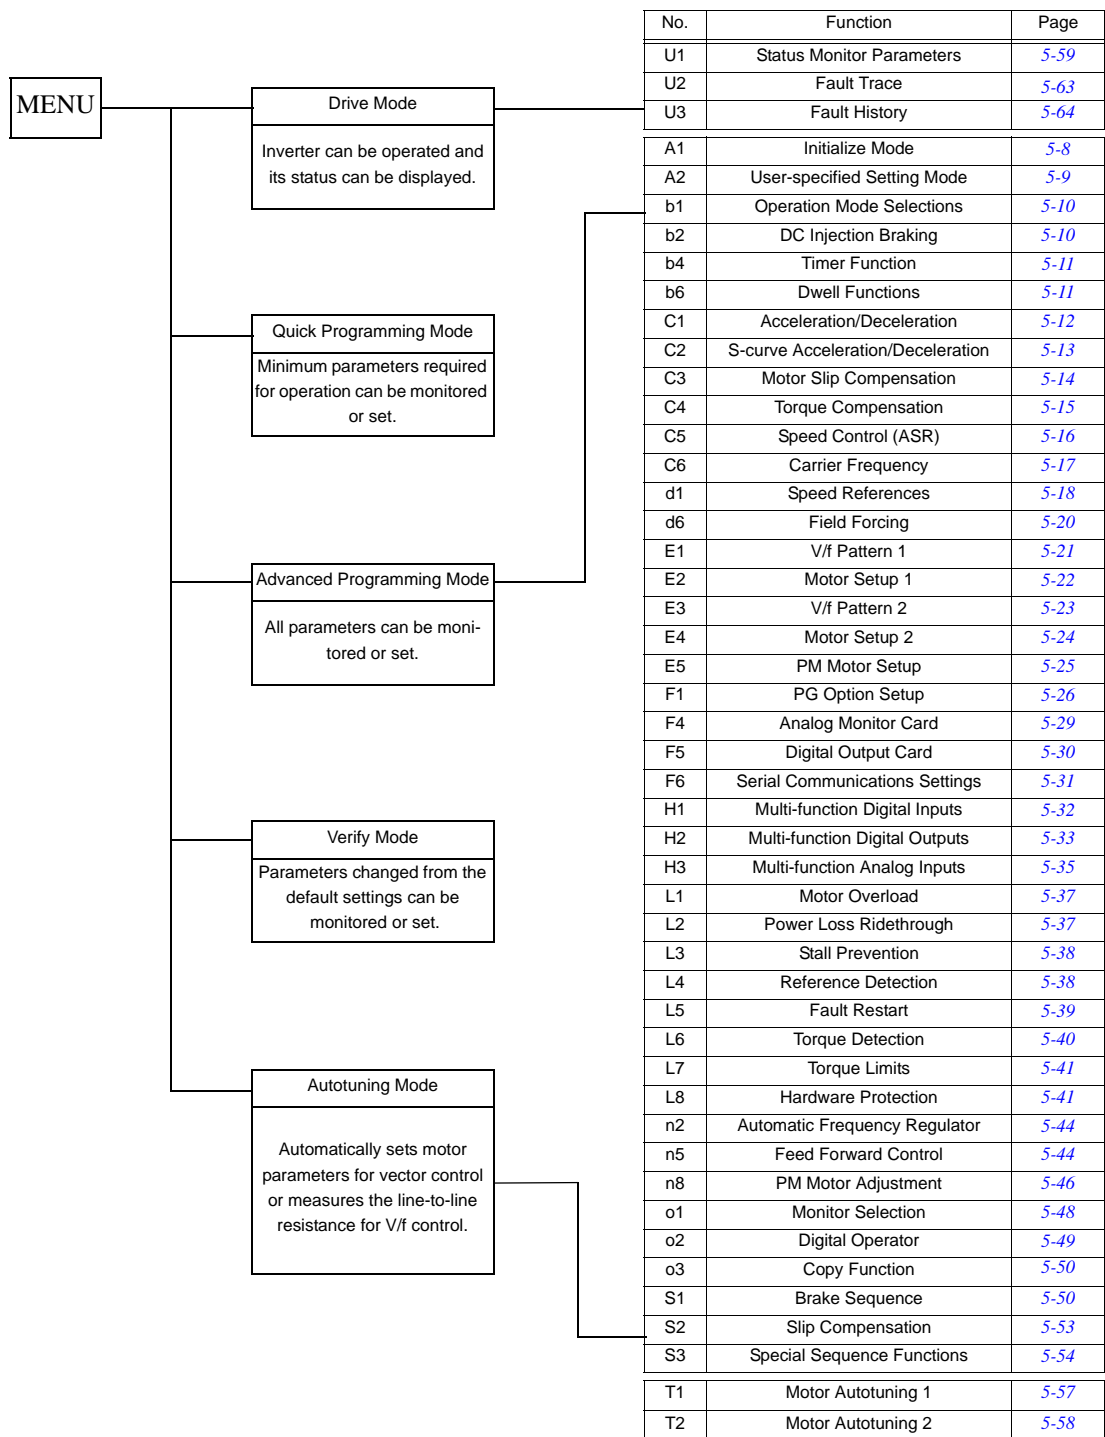 MENU
Drive Mode
Inverter can be operated and
its status can be displayed.
Quick Programming Mode
Minimum parameters required
for operation can be monitored
or set.
Advanced Programming Mode
All parameters can be moni-
tored or set.
Verify Mode
Parameters changed from the
default settings can be
monitored or set.
Autotuning Mode
Automatically sets motor
parameters for vector control
or measures the line-to-line
resistance for V/f control.
No. Function Page
U1 Status Monitor Parameters 5-59
U2 Fault Trace 5-63
U3 Fault History 5-64
A1 Initialize Mode 5-8
A2 User-specified Setting Mode 5-9
b1 Operation Mode Selections 5-10
b2 DC Injection Braking 5-10
b4 Timer Function 5-11
b6 Dwell Functions 5-11
C1 Acceleration/Deceleration 5-12
C2 S-curve Acceleration/Deceleration 5-13
C3 Motor Slip Compensation 5-14
C4 Torque Compensation 5-15
C5 Speed Control (ASR) 5-16
C6 Carrier Frequency 5-17
d1 Speed References 5-18
d6 Field Forcing 5-20
E1 V/f Pattern 1 5-21
E2 Motor Setup 1 5-22
E3 V/f Pattern 2 5-23
E4 Motor Setup 2 5-24
E5 PM Motor Setup 5-25
F1 PG Option Setup 5-26
F4 Analog Monitor Card 5-29
F5 Digital Output Card 5-30
F6 Serial Communications Settings 5-31
H1 Multi-function Digital Inputs 5-32
H2 Multi-function Digital Outputs 5-33
H3 Multi-function Analog Inputs 5-35
L1 Motor Overload 5-37
L2 Power Loss Ridethrough 5-37
L3 Stall Prevention 5-38
L4 Reference Detection 5-38
L5 Fault Restart 5-39
L6 Torque Detection 5-40
L7 Torque Limits 5-41
L8 Hardware Protection 5-41
n2 Automatic Frequency Regulator 5-44
n5 Feed Forward Control 5-44
n8 PM Motor Adjustment 5-46
o1 Monitor Selection 5-48
o2 Digital Operator 5-49
o3 Copy Function 5-50
S1 Brake Sequence 5-50
S2 Slip Compensation 5-53
S3 Special Sequence Functions 5-54
T1 Motor Autotuning 1 5-57
T2 Motor Autotuning 2 5-58